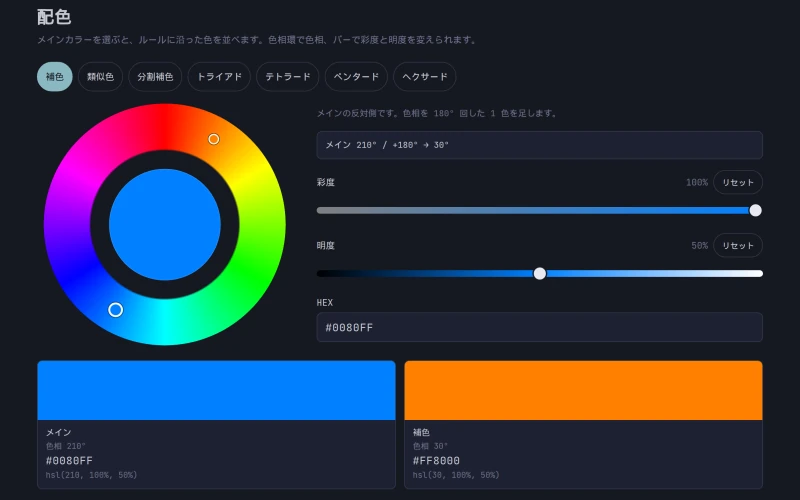 配色
メインカラーを選ぶと、ルールに沿った色を並べます。色相環で色相、バーで彩度と明度を変えられます。
補色 類似色 分割補色 トライアド テトラード ペンタード ヘクサード
メインの反対側です。色相を 180° 回した 1 色を足します。
メイン 210° / +180° → 30°
彩度 100% リセット
明度 50% リセット
HEX
#0080FF
メイン
色相 210°
#0080FF
hsl(210, 100%, 50%)
補色
色相 30°
#FF8000
hsl(30, 100%, 50%)